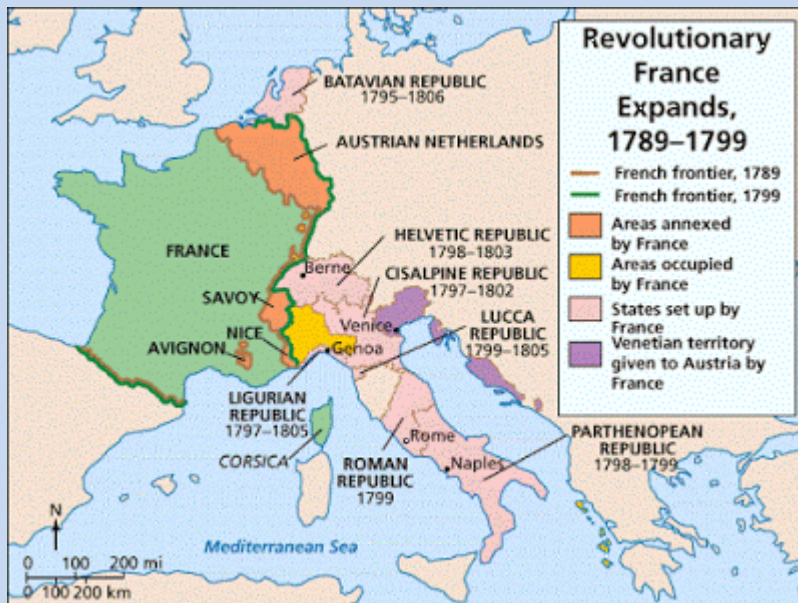 Revolutionary
France
Expands,
1789–1799
French frontier, 1789
French frontier, 1799
Areas annexed
by France
Areas occupied
by France
States set up by
France
Venetian territory
given to Austria by
France
BATAVIAN REPUBLIC
1795–1806
AUSTRIAN NETHERLANDS
FRANCE
HELVETIC REPUBLIC
1798–1803
Berne
CISALPINE REPUBLIC
1797–1802
SAVOY
LUCCA
REPUBLIC
1799–1805
Venice
NICE
AVIGNON
Genoa
LIGURIAN
REPUBLIC
1797–1805
CORSICA
Rome
ROMAN
REPUBLIC
1799
Naples
PARTHENOPEAN
REPUBLIC
1798–1799
N
Mediterranean Sea
0 100 200 mi
0 100 200 km